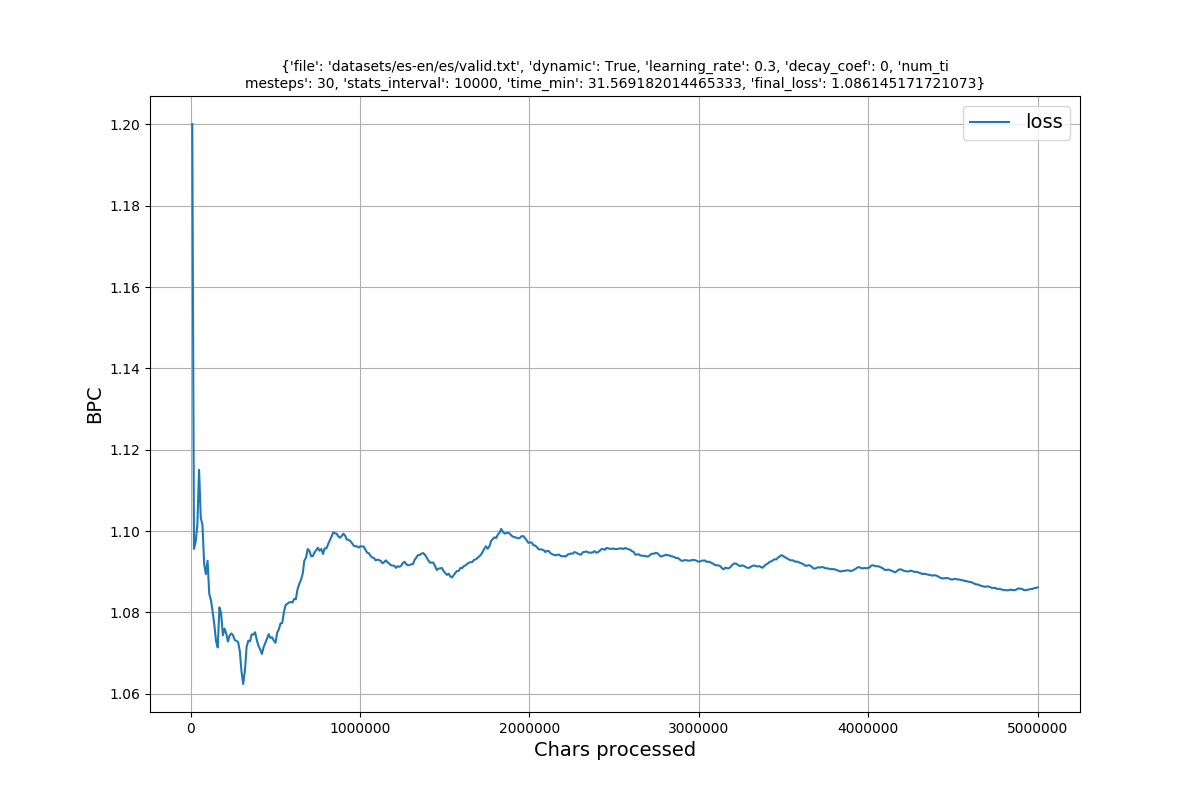 {'file': 'datasets/es-en/es/valid.txt', 'dynamic': True, 'learning_rate': 0.3, 'decay_coef': 0, 'num_ti
mesteps': 30, 'stats_interval': 10000, 'time_min': 31.569182014465333, 'final_loss': 1.086145171721073}
loss
1.20
1.18
1.16
1.14
1.12
1.10
1.08
1.06
BPC
0 1000000 2000000 3000000 4000000 5000000
Chars processed